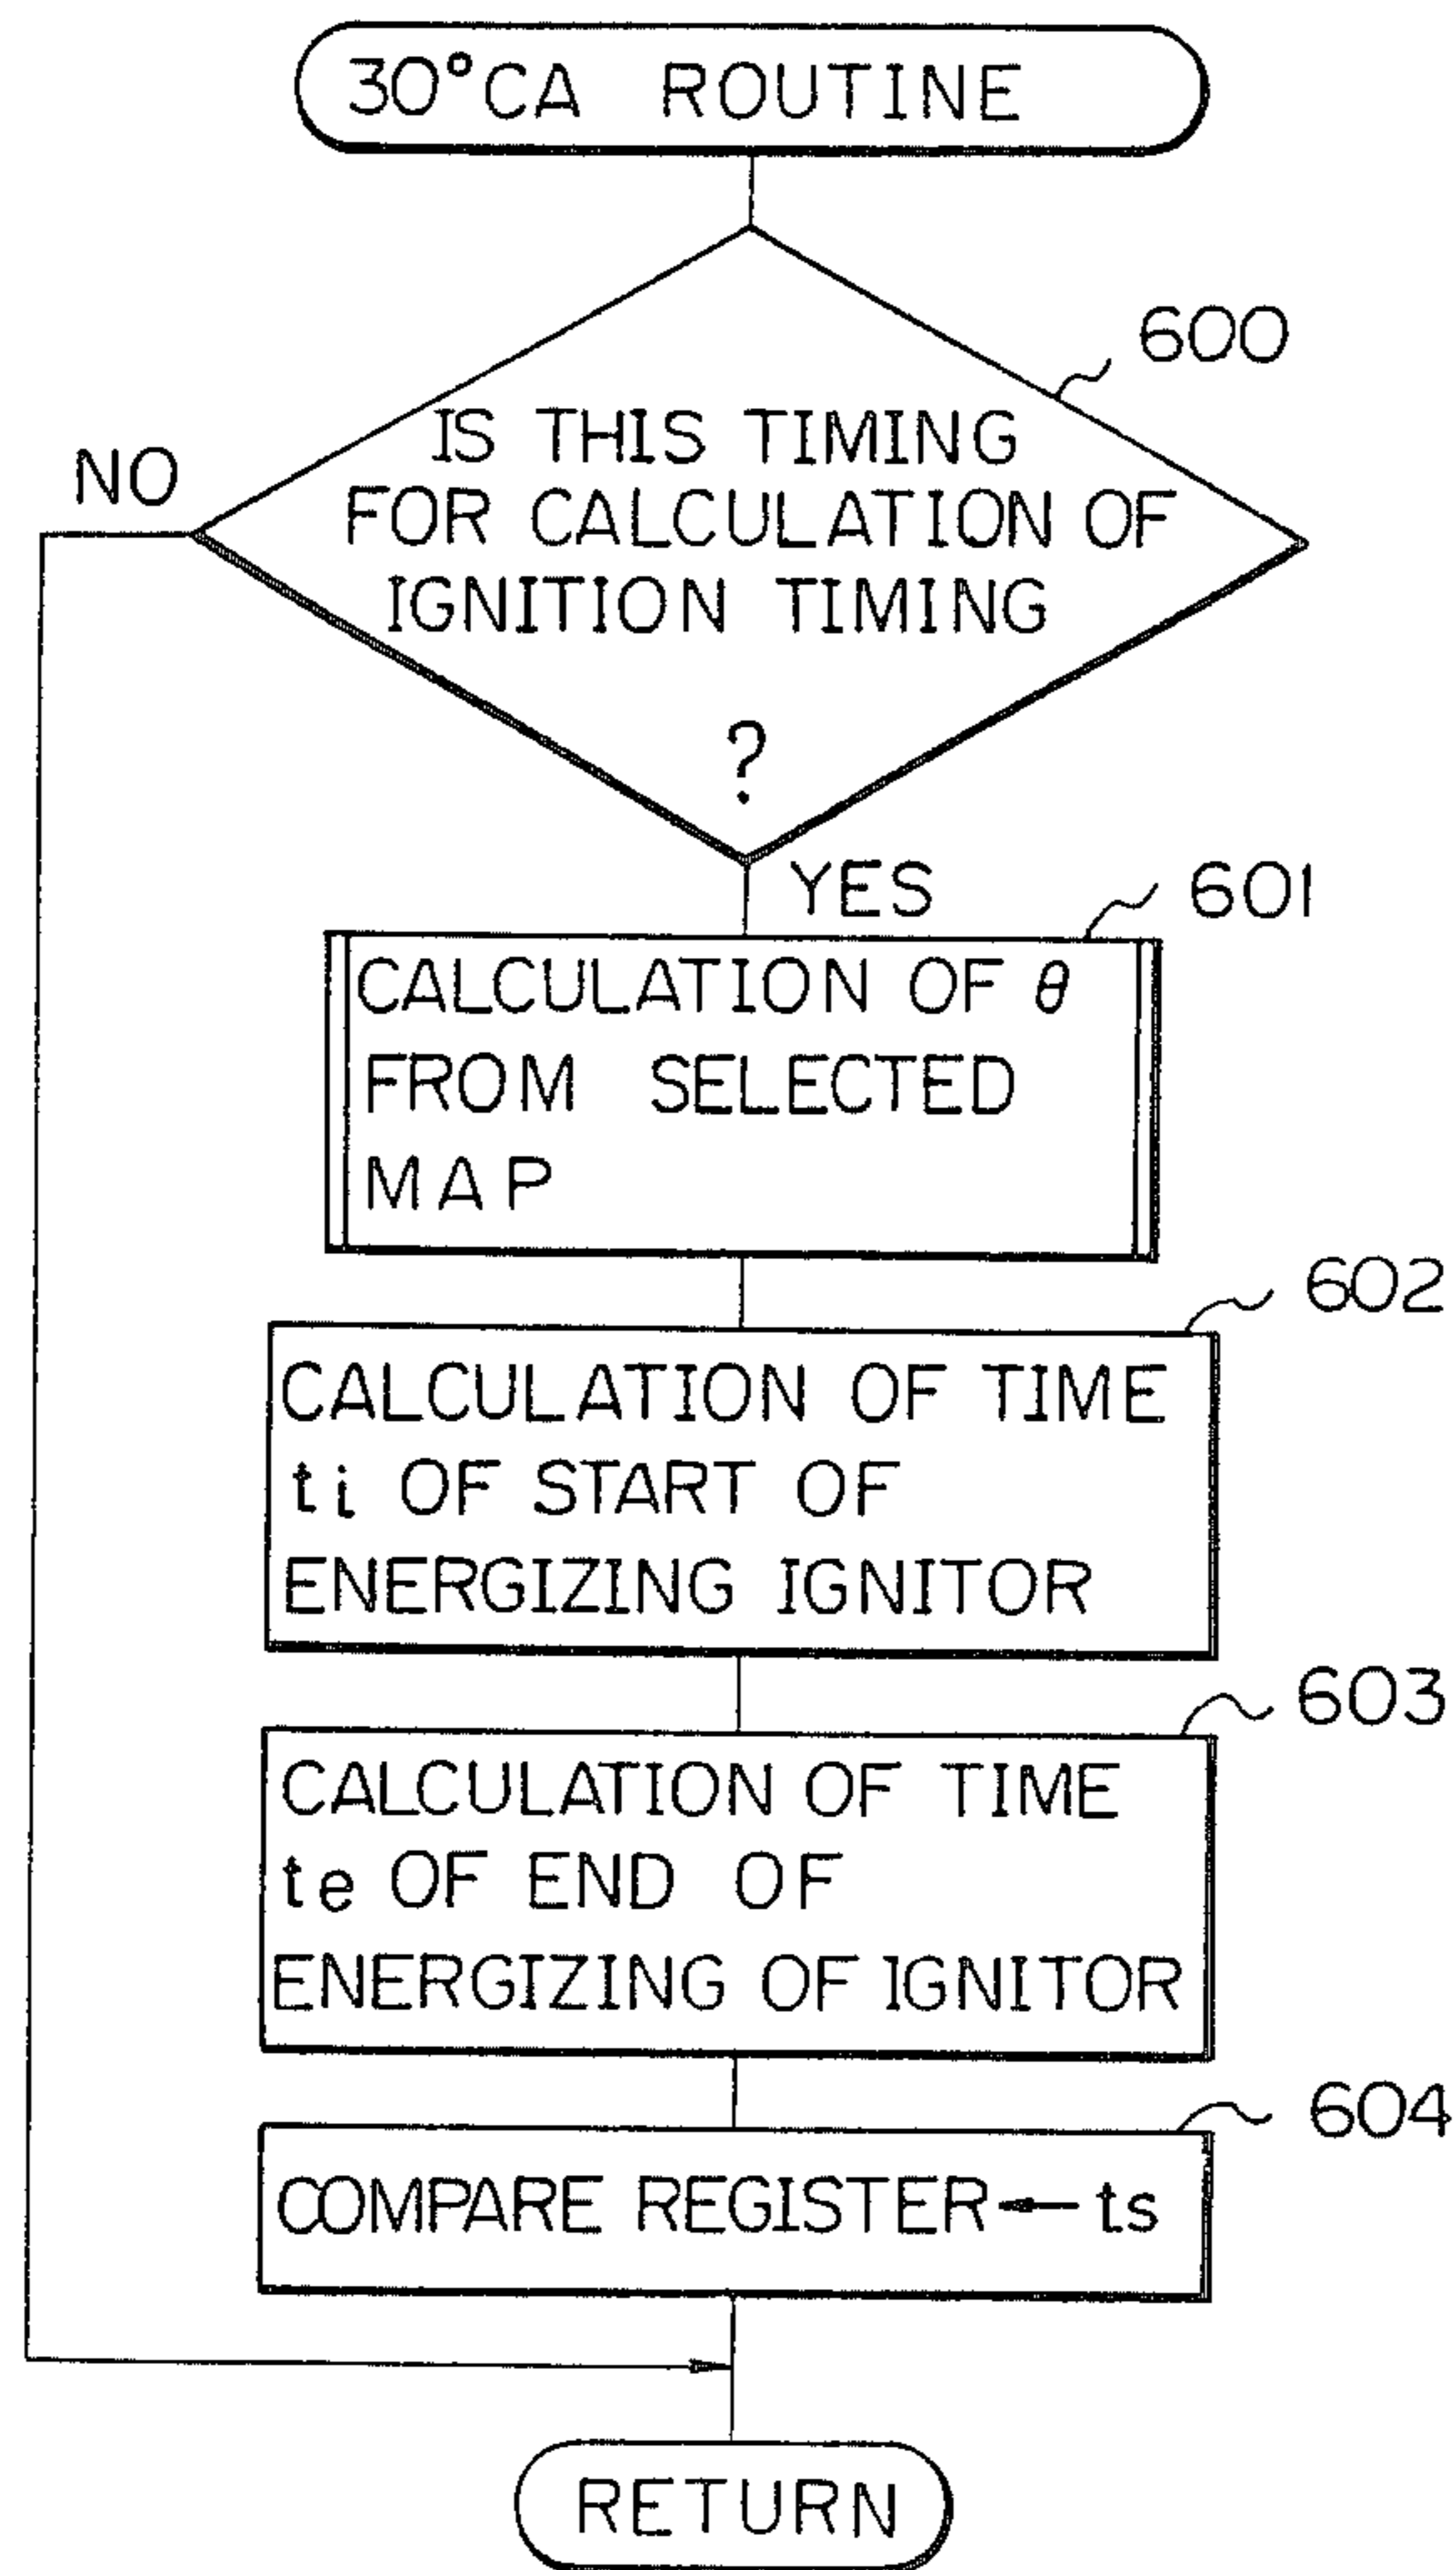 30°CA ROUTINE
600
IS THIS TIMING
FOR CALCULATION OF
IGNITION TIMING
?
NO
YES
601
CALCULATION OF θ
FROM SELECTED
MAP
602
CALCULATION OF TIME
ti OF START OF
ENERGIZING IGNITOR
603
CALCULATION OF TIME
te OF END OF
ENERGIZING OF IGNITOR
604
COMPARE REGISTER ← ts
RETURN